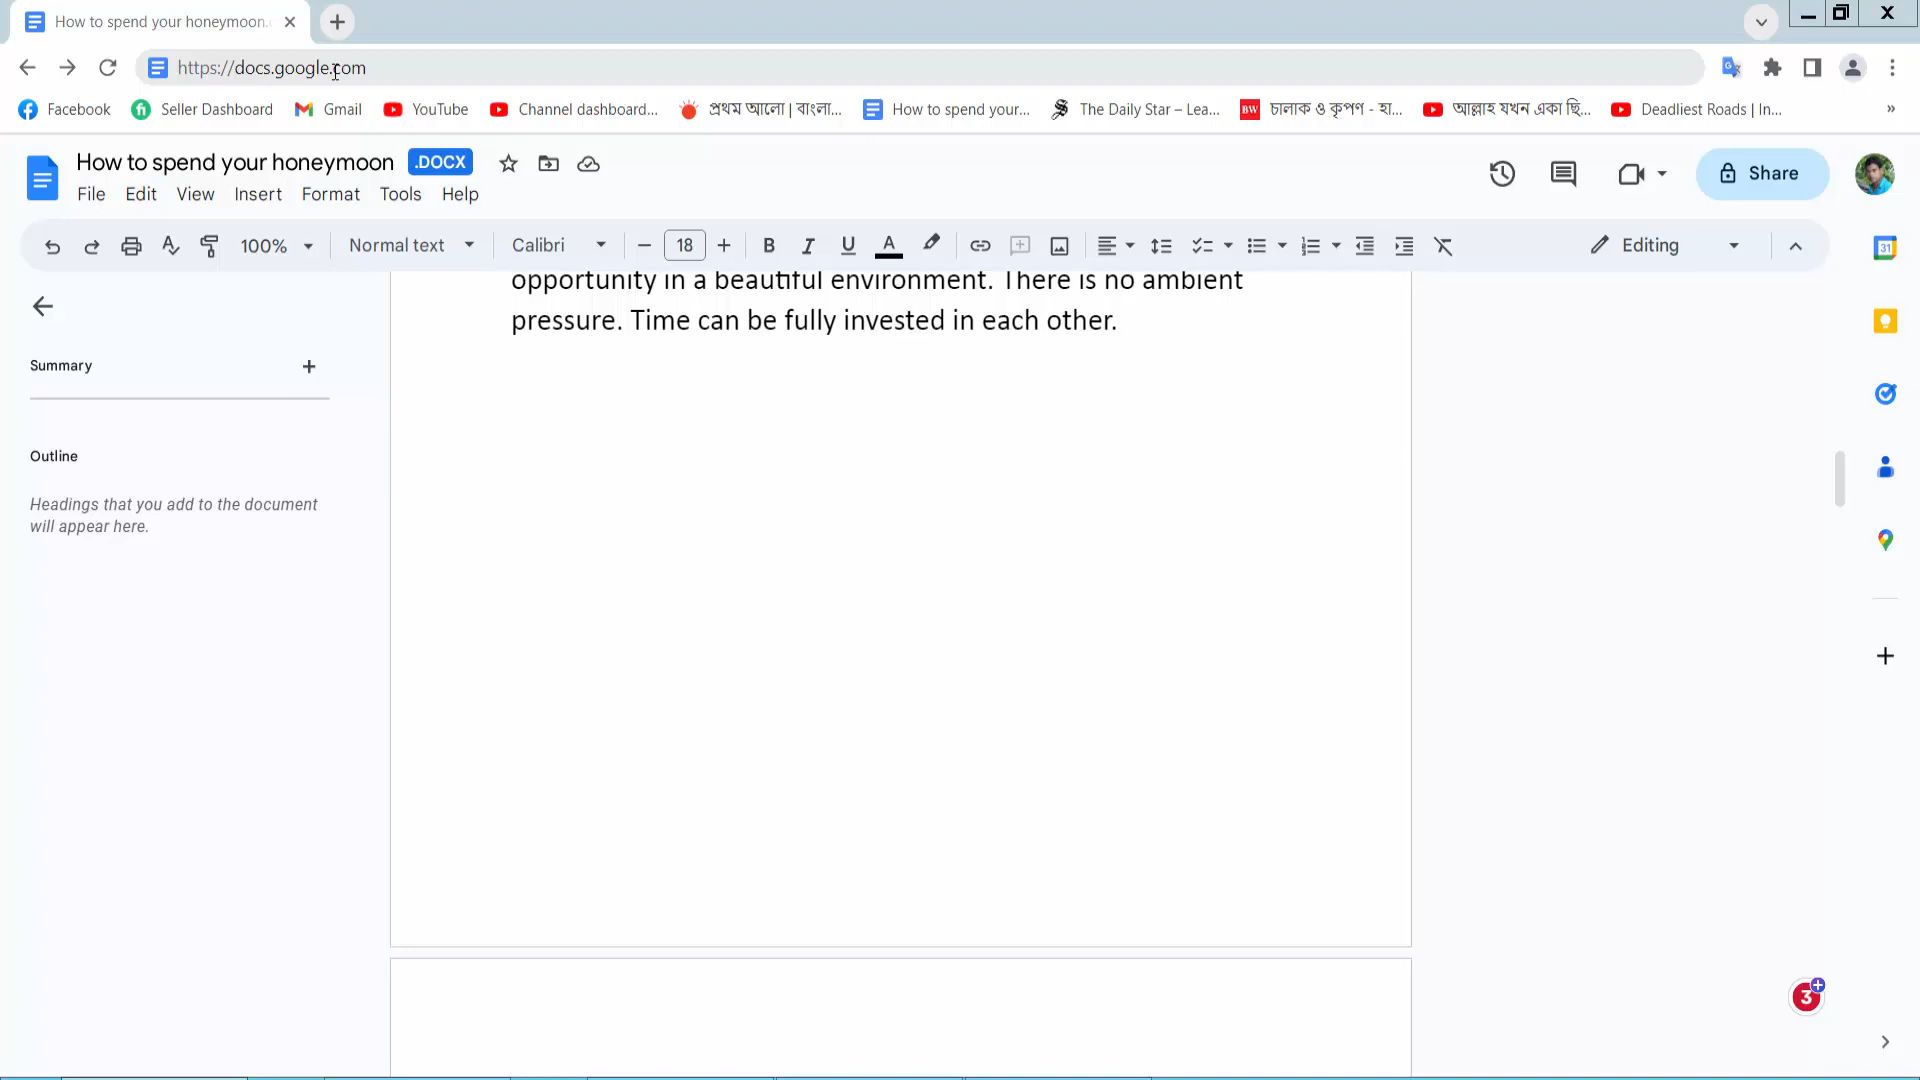 How to spend your honeymoon.
https://docs.google.com
Facebook Seller Dashboard Gmail YouTube Channel dashboard... প্রথম আলো | বাংলা... How to spend your... The Daily Star – Lea... BW চালাক ও কৃপণ - হা... আল্লাহ যখন একা ছি... Deadliest Roads | In... »
How to spend your honeymoon .DOCX
File Edit View Insert Format Tools Help
Share
100% Normal text Calibri 18 B I U A Editing
31
opportunity in a beautiful environment. There is no ambient
pressure. Time can be fully invested in each other.
Summary
Outline
Headings that you add to the document
will appear here.
3